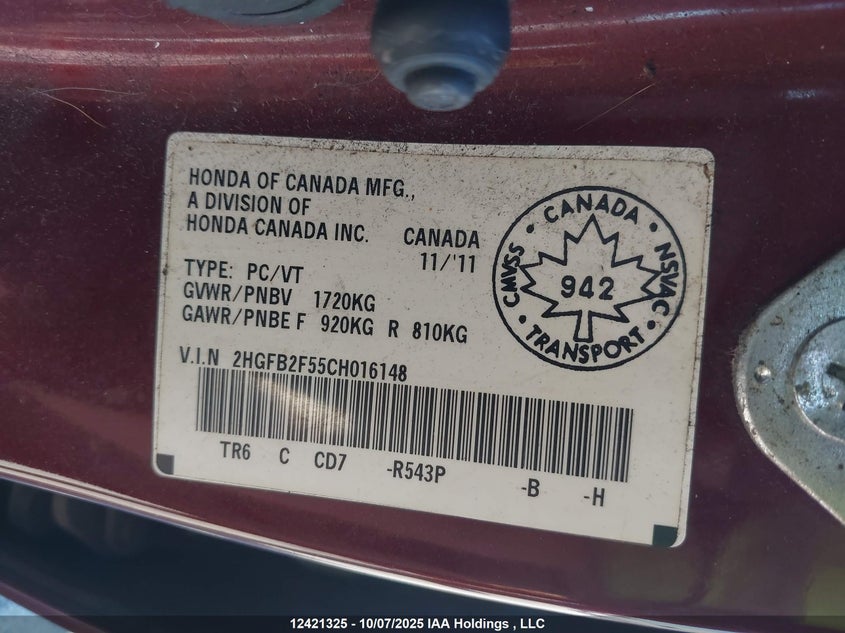 HONDA OF CANADA MFG.,
A DIVISION OF
HONDA CANADA INC. CANADA
11/'11
TYPE: PC/VT
GVWR/PNBV 1720KG
GAWR/PNBE F 920KG R 810KG
V.I.N 2HGFB2F55CH016148
TR6 C CD7 -R543P -B -H
CANADA
CMVSS NSVAC
942
TRANSPORT
12421325 - 10/07/2025 IAA Holdings , LLC